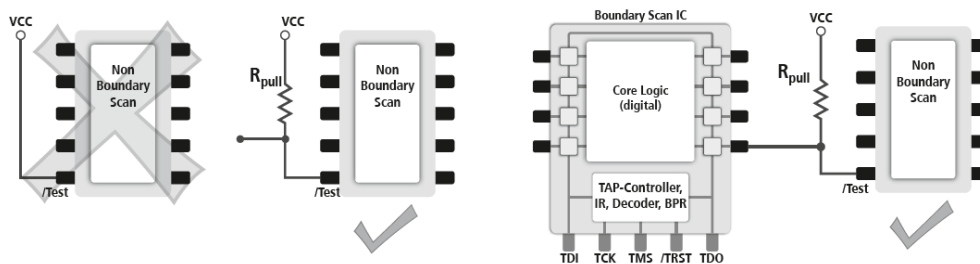 VCC
Non
Boundary
Scan
/Test
VCC
Rpull
Non
Boundary
Scan
/Test
Boundary Scan IC
Core Logic
(digital)
TAP-Controller,
IR, Decoder, BPR
TDI TCK TMS /TRST TDO
VCC
Rpull
Non
Boundary
Scan
/Test